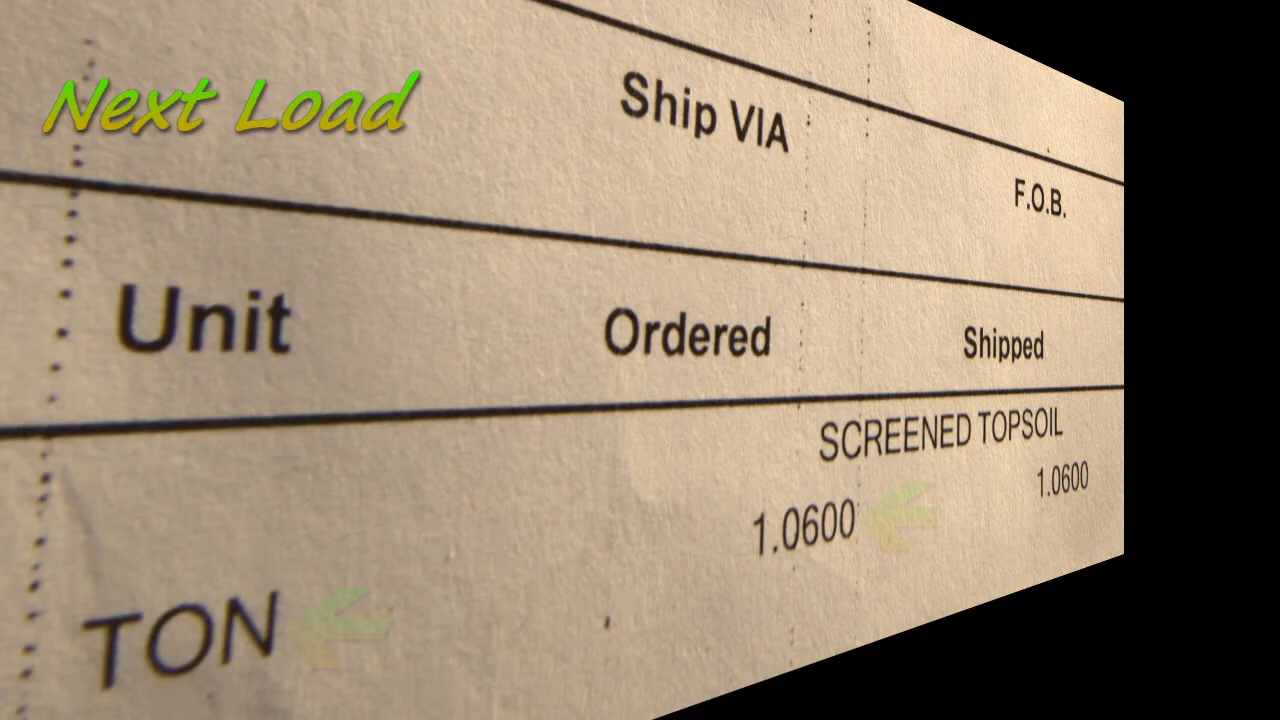 Next Load
Ship VIA
F.O.B.
Unit Ordered Shipped
SCREENED TOPSOIL
TON 1.0600 1.0600